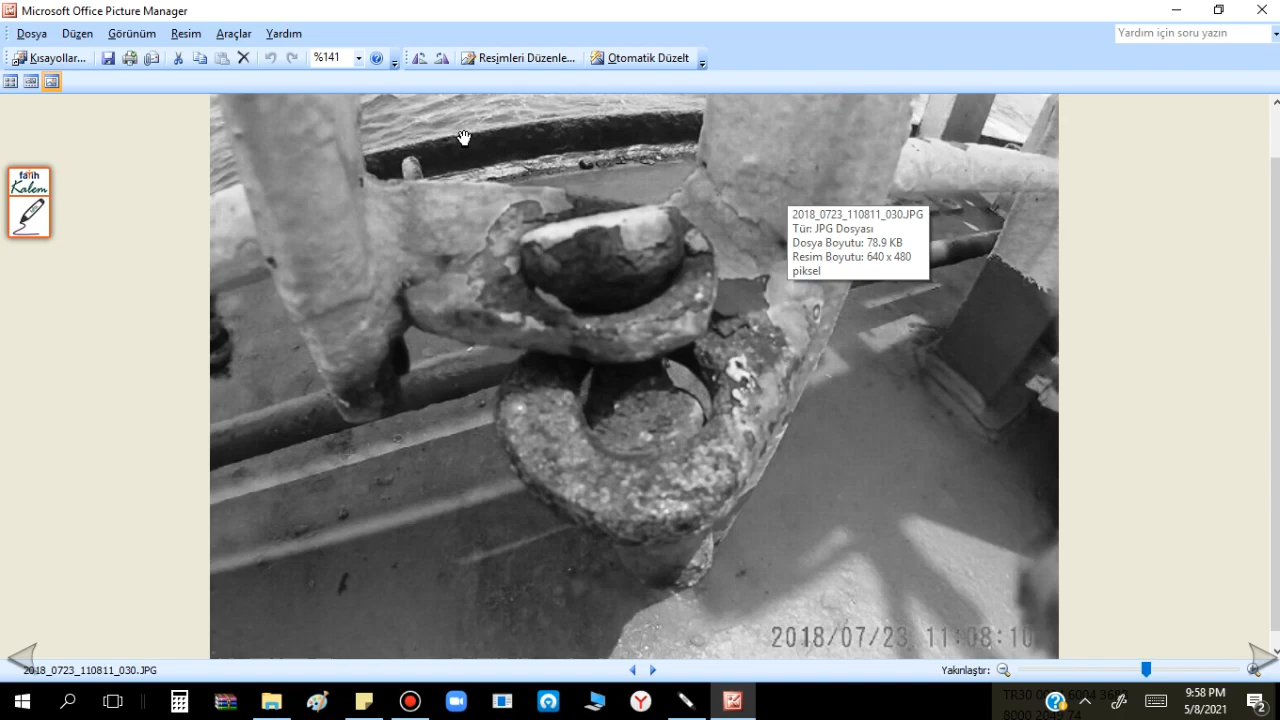 Microsoft Office Picture Manager
Dosya Düzen Görünüm Resim Araçlar Yardım
Yardım için soru yazın
Kısayollar... %141 Resimleri Düzenle... Otomatik Düzelt
fatih
Kalem
2018_0723_110811_030.JPG
Tür: JPG Dosyası
Dosya Boyutu: 78.9 KB
Resim Boyutu: 640 x 480
piksel
2018/07/23 11:08:10
2018_0723_110811_030.JPG
Yakınlaştır:
9:58 PM
5/8/2021
2